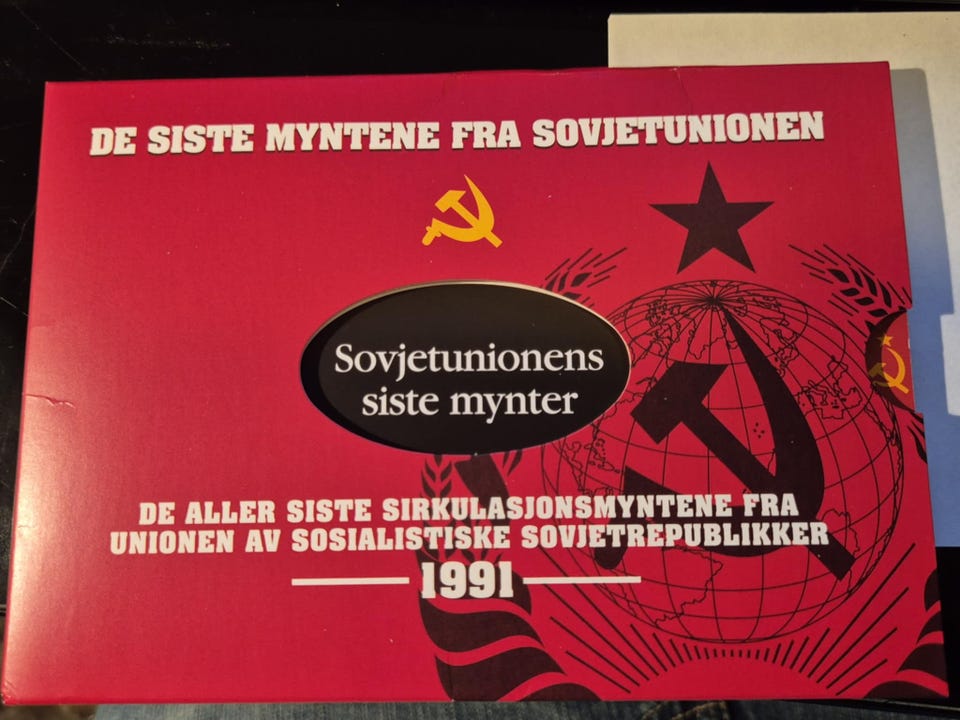 DE SISTE MYNTENE FRA SOVJETUNIONEN
Sovjetunionens
siste mynter
DE ALLER SISTE SIRKULASJONSMYNTENE FRA
UNIONEN AV SOSIALISTISKE SOVJETREPUBLIKKER
1991